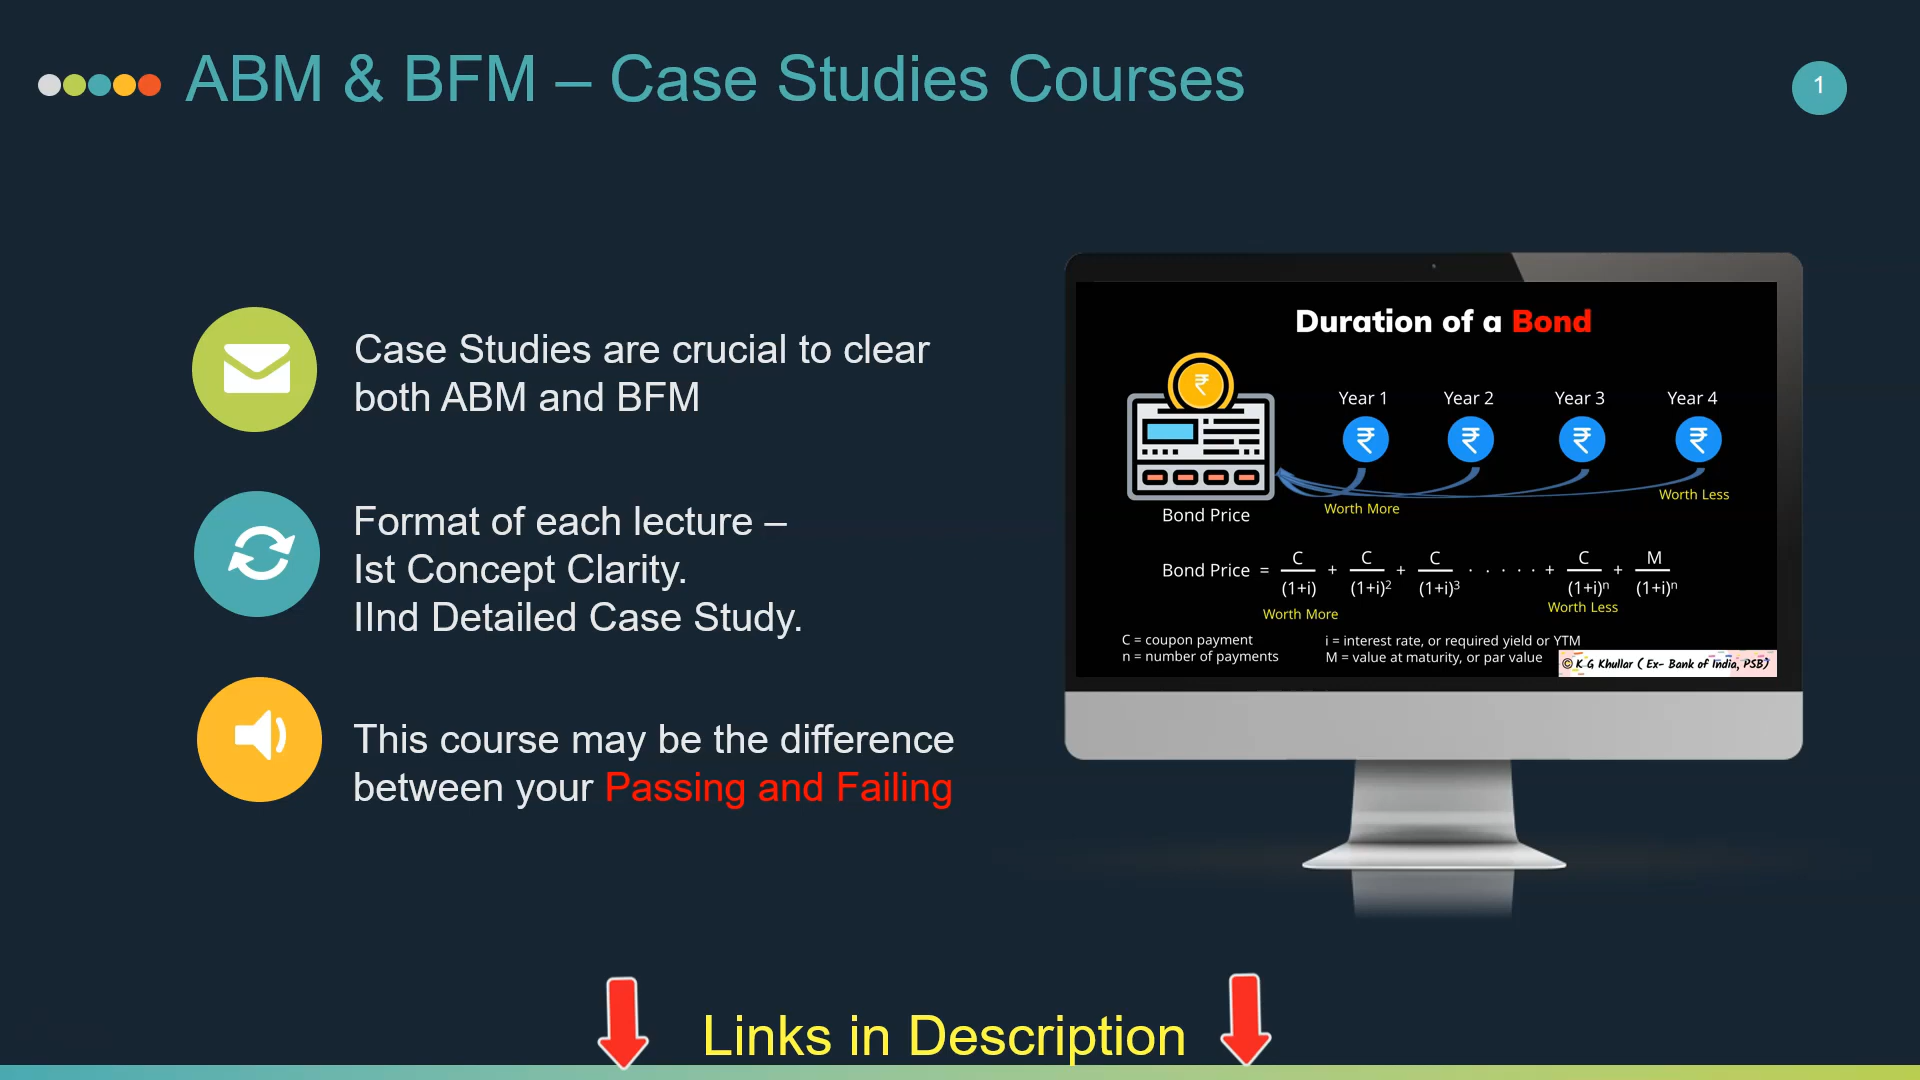 ABM & BFM – Case Studies Courses
1
Case Studies are crucial to clear
both ABM and BFM
Format of each lecture –
Ist Concept Clarity.
IInd Detailed Case Study.
This course may be the difference
between your Passing and Failing
Duration of a Bond
Year 1 Year 2 Year 3 Year 4
₹ ₹ ₹ ₹ ₹
Worth More Worth Less
Bond Price
Bond Price = C/(1+i) + C/(1+i)² + C/(1+i)³ · · · · · + C/(1+i)ⁿ + M/(1+i)ⁿ
Worth More Worth Less
C = coupon payment i = interest rate, or required yield or YTM
n = number of payments M = value at maturity, or par value
© K G Khullar ( Ex- Bank of India, PSB)
Links in Description